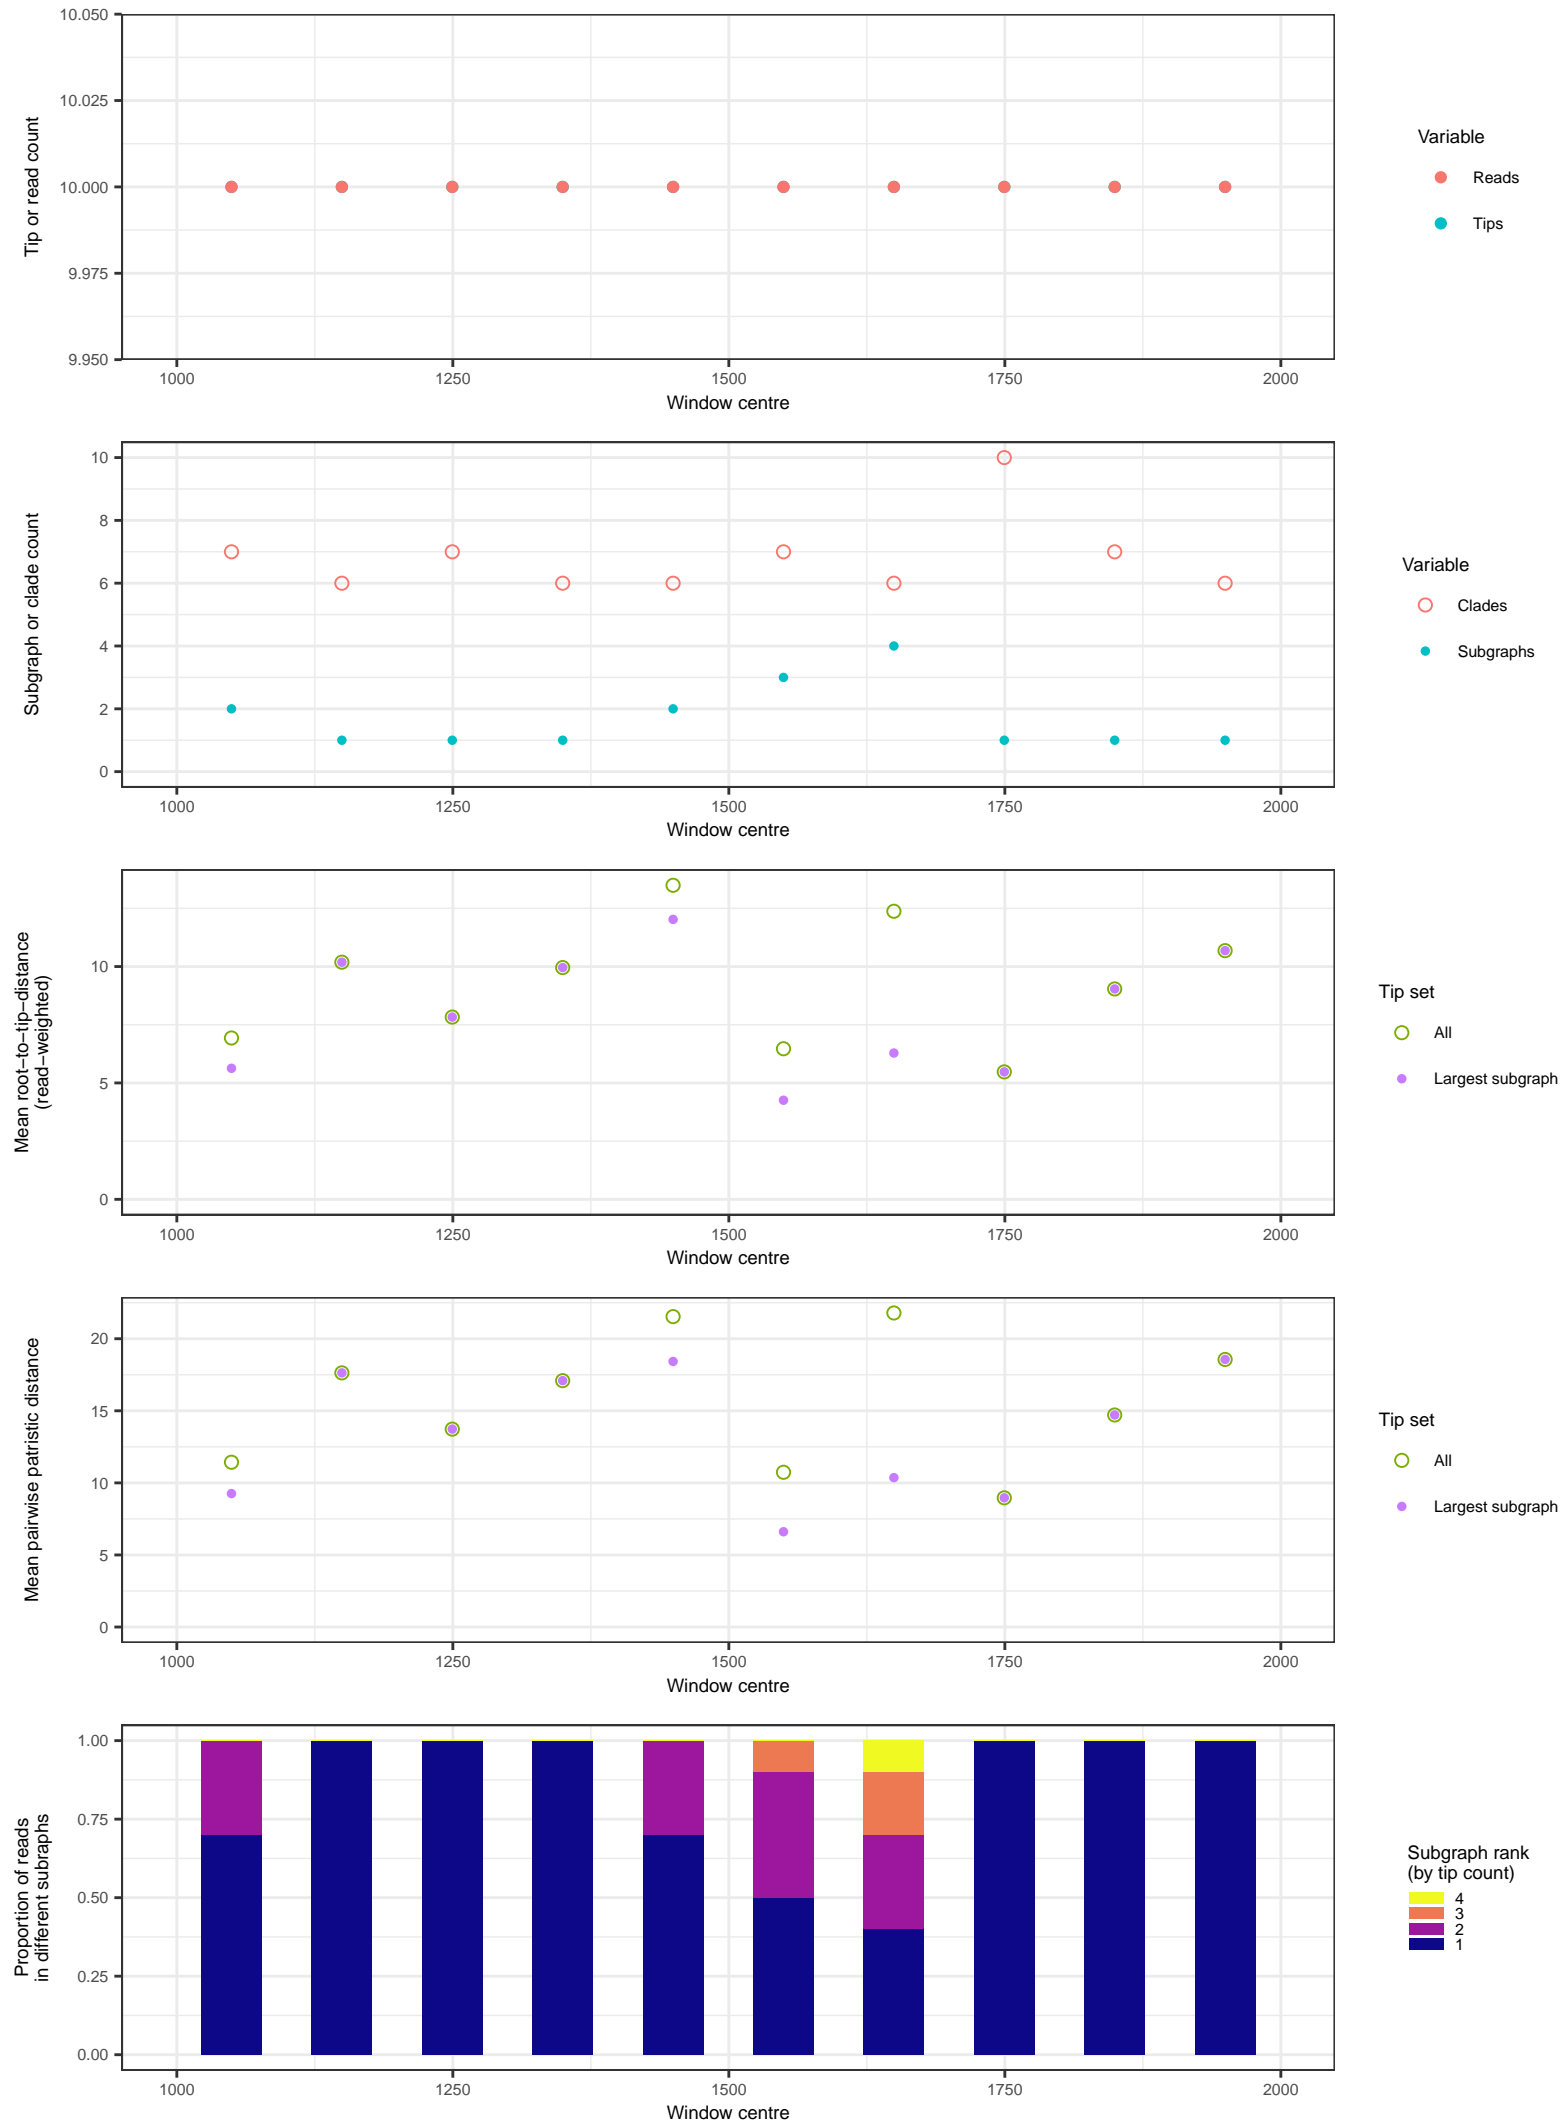 10.050
10.025
10.000
9.975
9.950
Tip or read count
1000 1250 1500 1750 2000
Window centre
Variable
Reads
Tips
10
8
6
4
2
0
Subgraph or clade count
1000 1250 1500 1750 2000
Window centre
Variable
Clades
Subgraphs
10
5
0
Mean root−to−tip−distance
(read−weighted)
1000 1250 1500 1750 2000
Window centre
Tip set
All
Largest subgraph
20
15
10
5
0
Mean pairwise patristic distance
1000 1250 1500 1750 2000
Window centre
Tip set
All
Largest subgraph
1.00
0.75
0.50
0.25
0.00
Proportion of reads
in different subraphs
1000 1250 1500 1750 2000
Window centre
Subgraph rank
(by tip count)
4
3
2
1